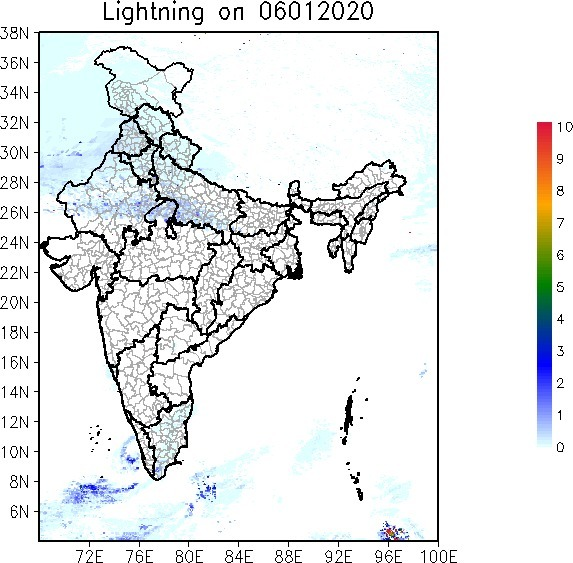 Lightning on 06012020
38N
36N
34N
32N
30N
28N
26N
24N
22N
20N
18N
16N
14N
12N
10N
8N
6N
72E 76E 80E 84E 88E 92E 96E 100E
10
9
8
7
6
5
4
3
2
1
0